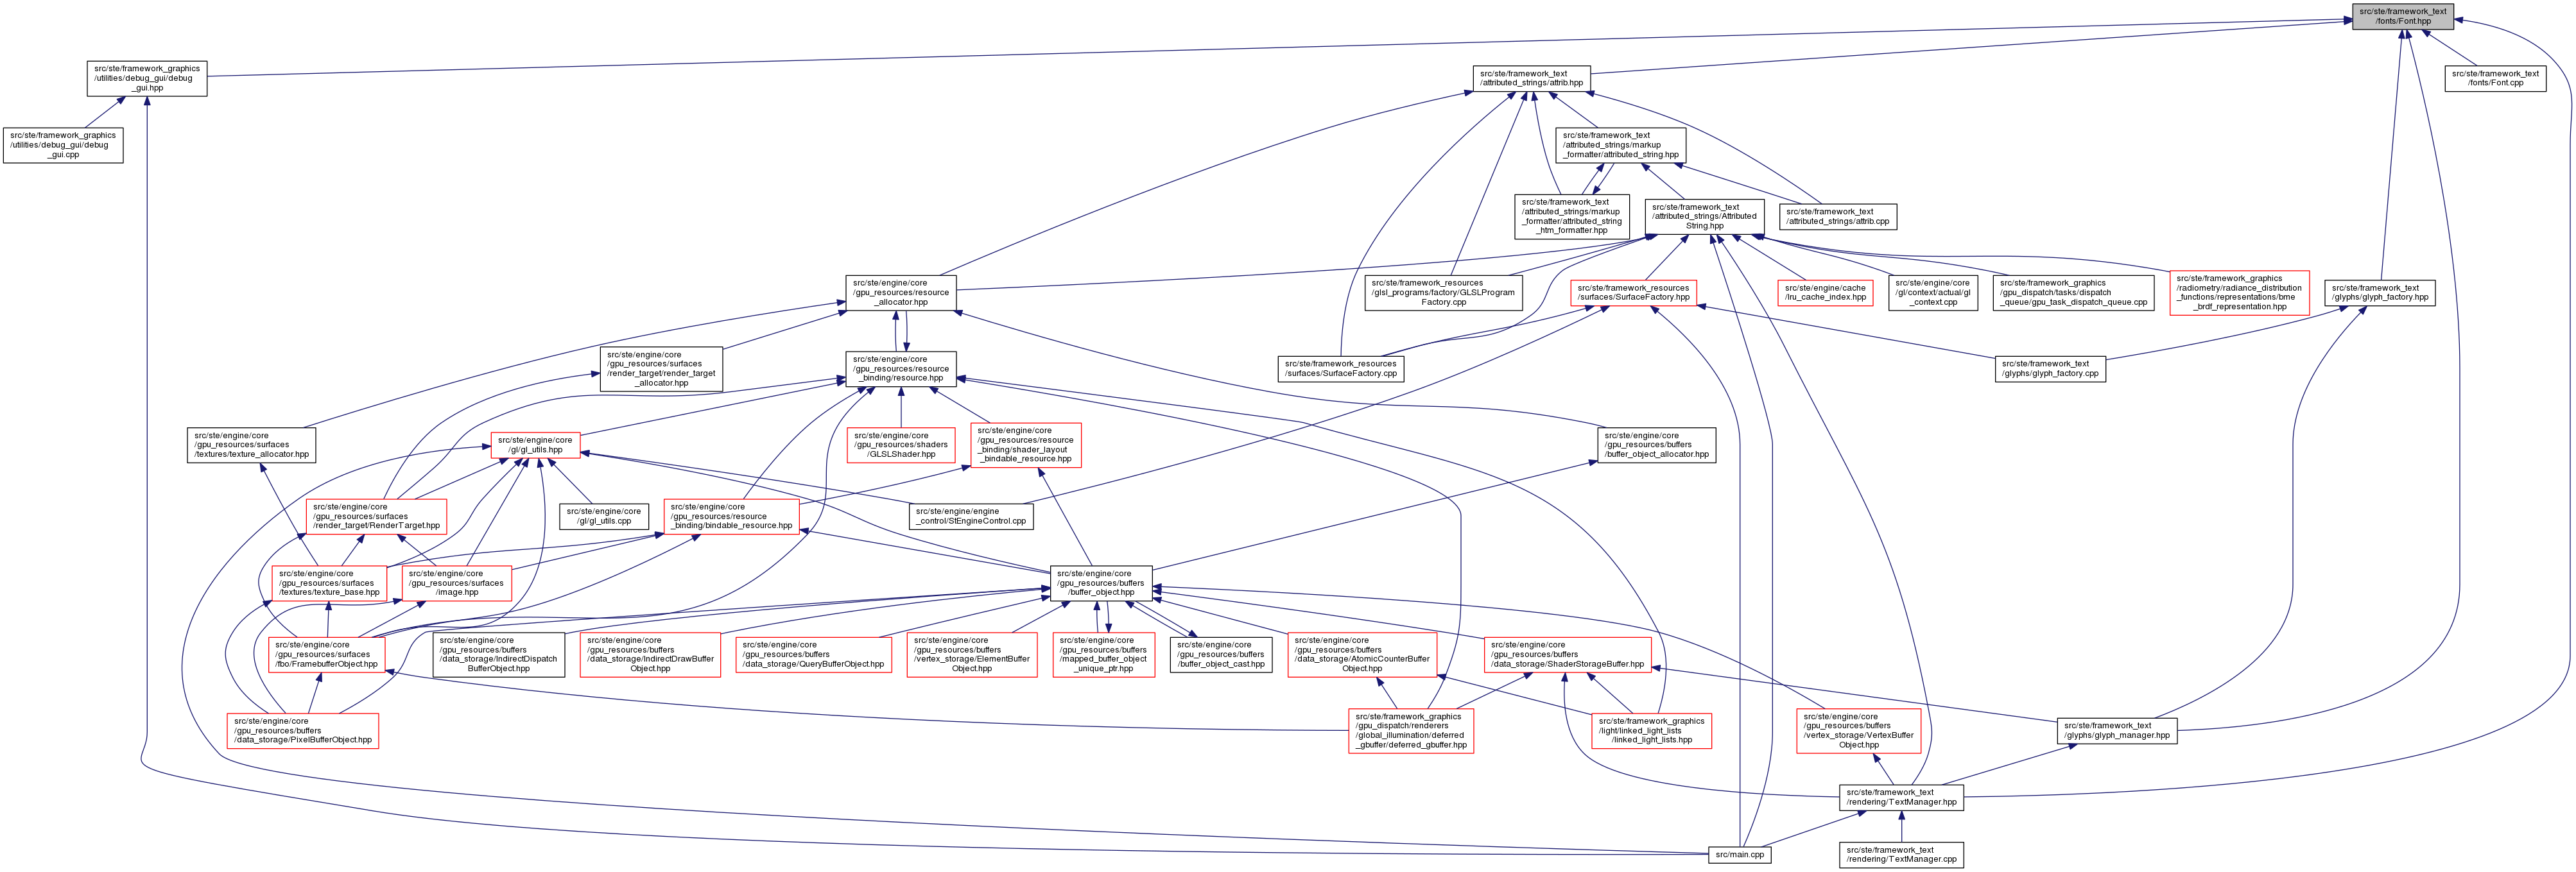 src/ste/framework_text
/fonts/Font.hpp
src/ste/framework_graphics
/utilities/debug_gui/debug
_gui.hpp
src/ste/framework_text
/attributed_strings/attrib.hpp
src/ste/framework_text
/fonts/Font.cpp
src/ste/framework_graphics
/utilities/debug_gui/debug
_gui.cpp
src/ste/framework_text
/attributed_strings/markup
_formatter/attributed_string.hpp
src/ste/framework_text
/attributed_strings/markup
_formatter/attributed_string
_htm_formatter.hpp
src/ste/framework_text
/attributed_strings/Attributed
String.hpp
src/ste/framework_text
/attributed_strings/attrib.cpp
src/ste/engine/core
/gpu_resources/resource
_allocator.hpp
src/ste/framework_resources
/glsl_programs/factory/GLSLProgram
Factory.cpp
src/ste/framework_resources
/surfaces/SurfaceFactory.hpp
src/ste/engine/cache
/lru_cache_index.hpp
src/ste/engine/core
/gl/context/actual/gl
_context.cpp
src/ste/framework_graphics
/gpu_dispatch/tasks/dispatch
_queue/gpu_task_dispatch_queue.cpp
src/ste/framework_graphics
/radiometry/radiance_distribution
_functions/representations/bme
_brdf_representation.hpp
src/ste/framework_text
/glyphs/glyph_factory.hpp
src/ste/engine/core
/gpu_resources/surfaces
/render_target/render_target
_allocator.hpp
src/ste/engine/core
/gpu_resources/resource
_binding/resource.hpp
src/ste/framework_resources
/surfaces/SurfaceFactory.cpp
src/ste/framework_text
/glyphs/glyph_factory.cpp
src/ste/engine/core
/gpu_resources/surfaces
/textures/texture_allocator.hpp
src/ste/engine/core
/gl/gl_utils.hpp
src/ste/engine/core
/gpu_resources/shaders
/GLSLShader.hpp
src/ste/engine/core
/gpu_resources/resource
_binding/shader_layout
_bindable_resource.hpp
src/ste/engine/core
/gpu_resources/buffers
/buffer_object_allocator.hpp
src/ste/engine/core
/gpu_resources/surfaces
/render_target/RenderTarget.hpp
src/ste/engine/core
/gl/gl_utils.cpp
src/ste/engine/core
/gpu_resources/resource
_binding/bindable_resource.hpp
src/ste/engine/engine
_control/StEngineControl.cpp
src/ste/engine/core
/gpu_resources/surfaces
/textures/texture_base.hpp
src/ste/engine/core
/gpu_resources/surfaces
/image.hpp
src/ste/engine/core
/gpu_resources/buffers
/buffer_object.hpp
src/ste/engine/core
/gpu_resources/surfaces
/fbo/FramebufferObject.hpp
src/ste/engine/core
/gpu_resources/buffers
/data_storage/IndirectDispatch
BufferObject.hpp
src/ste/engine/core
/gpu_resources/buffers
/data_storage/IndirectDrawBuffer
Object.hpp
src/ste/engine/core
/gpu_resources/buffers
/data_storage/QueryBufferObject.hpp
src/ste/engine/core
/gpu_resources/buffers
/vertex_storage/ElementBuffer
Object.hpp
src/ste/engine/core
/gpu_resources/buffers
/mapped_buffer_object
_unique_ptr.hpp
src/ste/engine/core
/gpu_resources/buffers
/buffer_object_cast.hpp
src/ste/engine/core
/gpu_resources/buffers
/data_storage/AtomicCounterBuffer
Object.hpp
src/ste/engine/core
/gpu_resources/buffers
/data_storage/ShaderStorageBuffer.hpp
src/ste/engine/core
/gpu_resources/buffers
/data_storage/PixelBufferObject.hpp
src/ste/framework_graphics
/gpu_dispatch/renderers
/global_illumination/deferred
_gbuffer/deferred_gbuffer.hpp
src/ste/framework_graphics
/light/linked_light_lists
/linked_light_lists.hpp
src/ste/engine/core
/gpu_resources/buffers
/vertex_storage/VertexBuffer
Object.hpp
src/ste/framework_text
/glyphs/glyph_manager.hpp
src/ste/framework_text
/rendering/TextManager.hpp
src/main.cpp
src/ste/framework_text
/rendering/TextManager.cpp